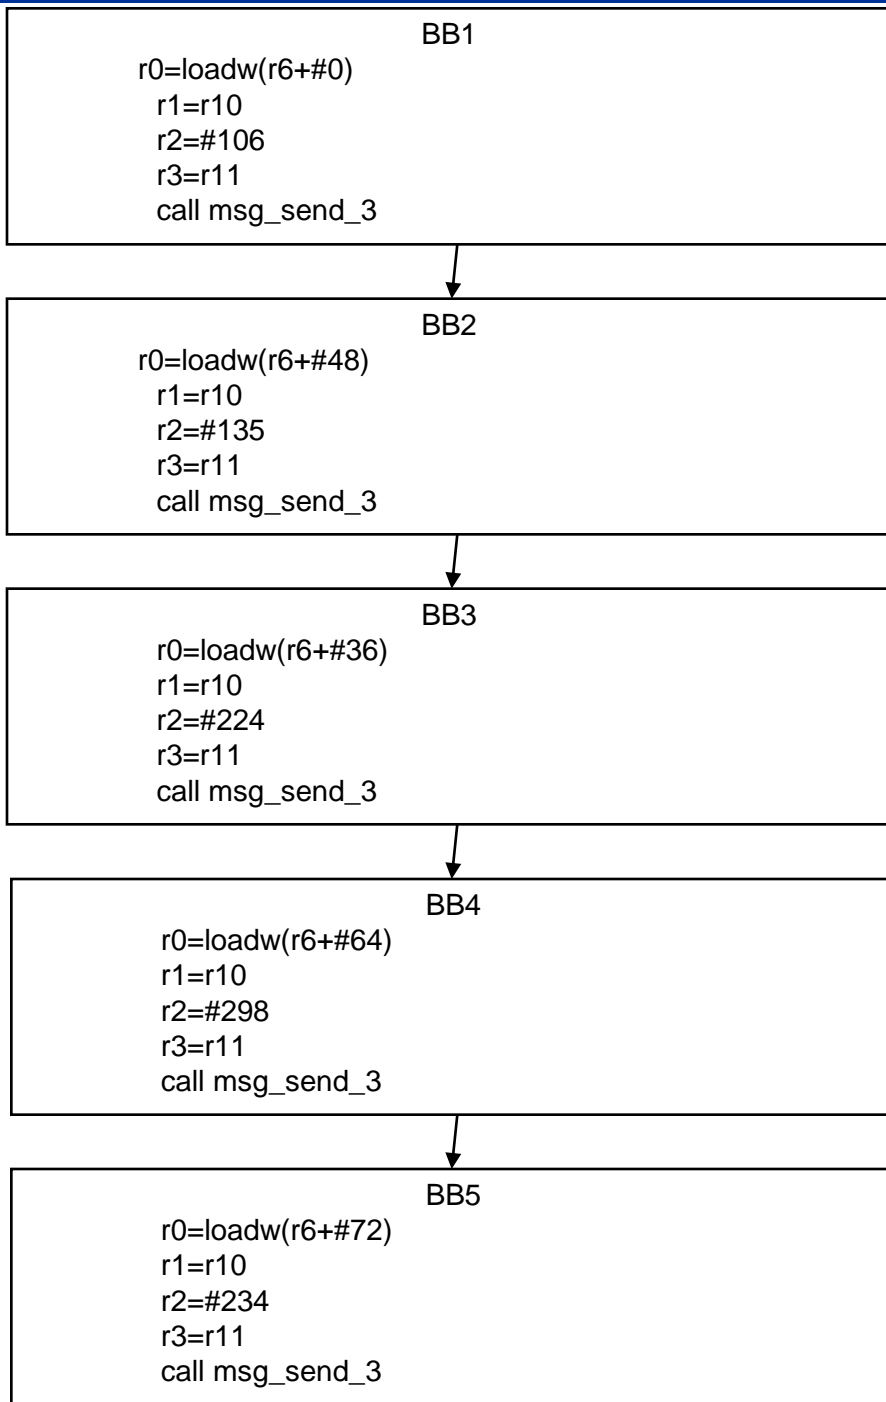 BB1
r0=loadw(r6+#0)
r1=r10
r2=#106
r3=r11
call msg_send_3
BB2
r0=loadw(r6+#48)
r1=r10
r2=#135
r3=r11
call msg_send_3
BB3
r0=loadw(r6+#36)
r1=r10
r2=#224
r3=r11
call msg_send_3
BB4
r0=loadw(r6+#64)
r1=r10
r2=#298
r3=r11
call msg_send_3
BB5
r0=loadw(r6+#72)
r1=r10
r2=#234
r3=r11
call msg_send_3